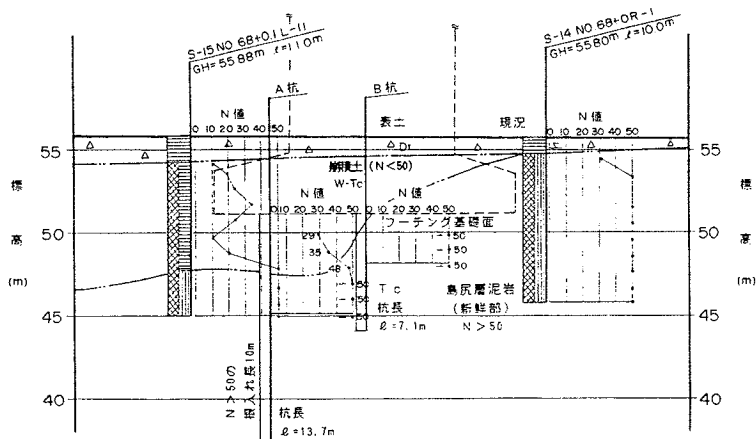 S-15 NO.68+0.1 L-11
GH=55.88m ℓ=11.0m
S-14 NO.68+0R-1
GH=55.80m ℓ=10.0m
A杭
B杭
N値
0 10 20 30 40 50
表土
現況
N値
0 10 20 30 40 50
Dt
崩積土 (N<50)
W-Tc
N値
0 10 20 30 40 50
N値
0 10 20 30 40 50
フーチング基礎面
29
35
48
50
50
50
50
50
50
Tc
島尻層泥岩
(新鮮部)
N>50
杭長
ℓ=7.1m
N>50の
根入れ長10m
杭長
ℓ=13.7m
標高(m)
55
50
45
40
標高(m)
55
50
45
40